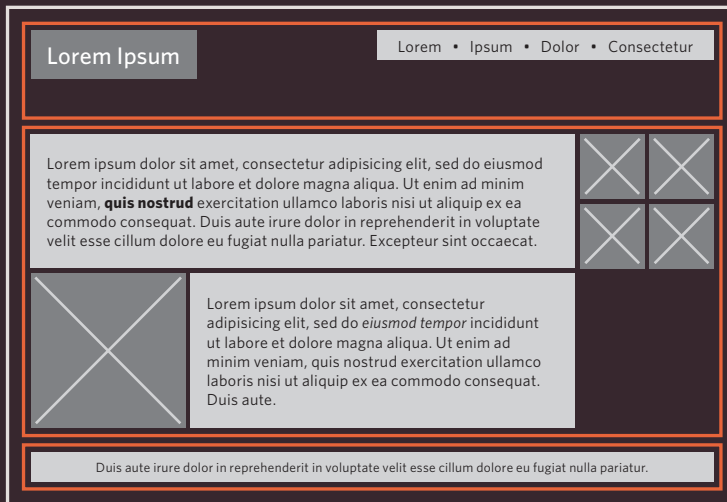 Lorem Ipsum
Lorem • Ipsum • Dolor • Consectetur
Lorem ipsum dolor sit amet, consectetur adipisicing elit, sed do eiusmod
tempor incididunt ut labore et dolore magna aliqua. Ut enim ad minim
veniam, quis nostrud exercitation ullamco laboris nisi ut aliquip ex ea
commodo consequat. Duis aute irure dolor in reprehenderit in voluptate
velit esse cillum dolore eu fugiat nulla pariatur. Excepteur sint occaecat.
Lorem ipsum dolor sit amet, consectetur
adipisicing elit, sed do eiusmod tempor incididunt
ut labore et dolore magna aliqua. Ut enim ad
minim veniam, quis nostrud exercitation ullamco
laboris nisi ut aliquip ex ea commodo consequat.
Duis aute.
Duis aute irure dolor in reprehenderit in voluptate velit esse cillum dolore eu fugiat nulla pariatur.